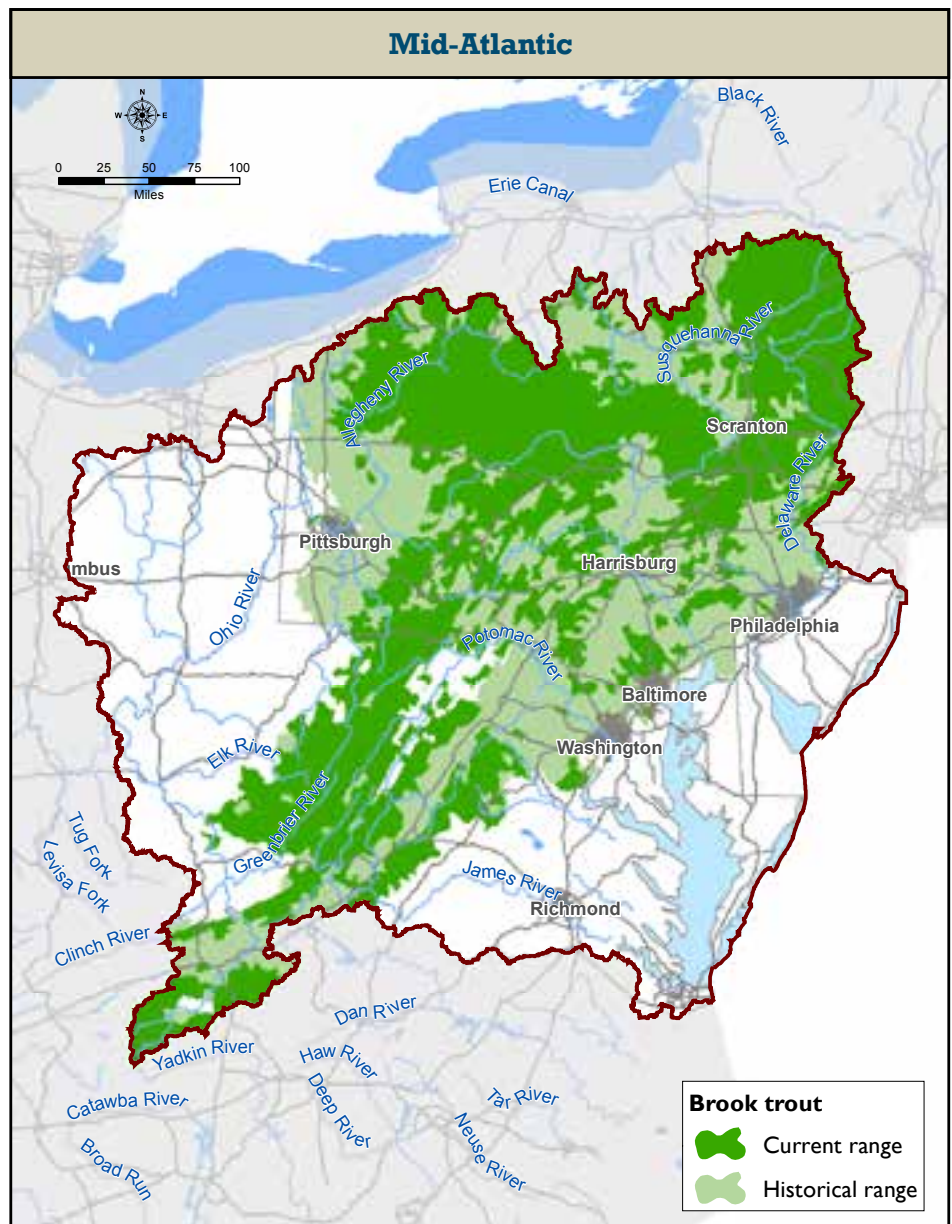 Mid-Atlantic
N
W E
S
0 25 50 75 100
Miles
Black River
Erie Canal
Susquehanna River
Allegheny River
Scranton
Delaware River
Pittsburgh
Harrisburg
mbus
Ohio River
Philadelphia
Potomac River
Baltimore
Washington
Elk River
Greenbrier River
Tug Fork
Levisa Fork
James River
Richmond
Clinch River
Dan River
Yadkin River
Haw River
Catawba River
Deep River
Tar River
Neuse River
Broad Run
Brook trout
Current range
Historical range